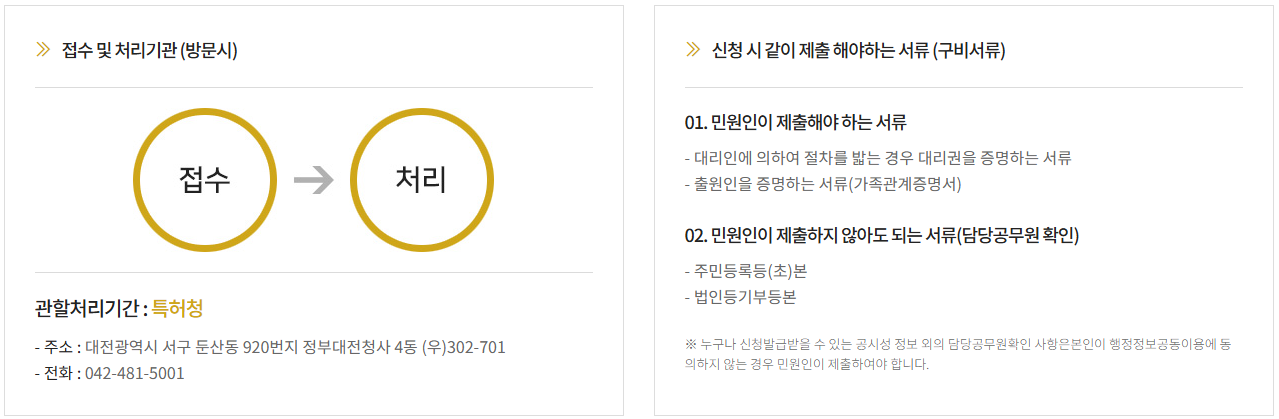 접수 및 처리기관 (방문시)
접수
처리
관할처리기간 : 특허청
- 주소 : 대전광역시 서구 둔산동 920번지 정부대전청사 4동 (우)302-701
- 전화 : 042-481-5001
신청 시 같이 제출 해야하는 서류 (구비서류)
01. 민원인이 제출해야 하는 서류
- 대리인에 의하여 절차를 밟는 경우 대리권을 증명하는 서류
- 출원인을 증명하는 서류(가족관계증명서)
02. 민원인이 제출하지 않아도 되는 서류(담당공무원 확인)
- 주민등록등(초)본
- 법인등기부등본
※ 누구나 신청발급받을 수 있는 공시성 정보 외의 담당공무원확인 사항은본인이 행정정보공동이용에 동
의하지 않는 경우 민원인이 제출하여야 합니다.